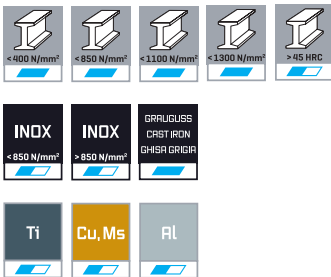 <400 N/mm² <850 N/mm² <1100 N/mm² <1300 N/mm² >45 HRC
INOX INOX GRAUGUSS
CAST IRON
GHISA GRIGIA
<850 N/mm² >850 N/mm²
Ti Cu, Ms Al